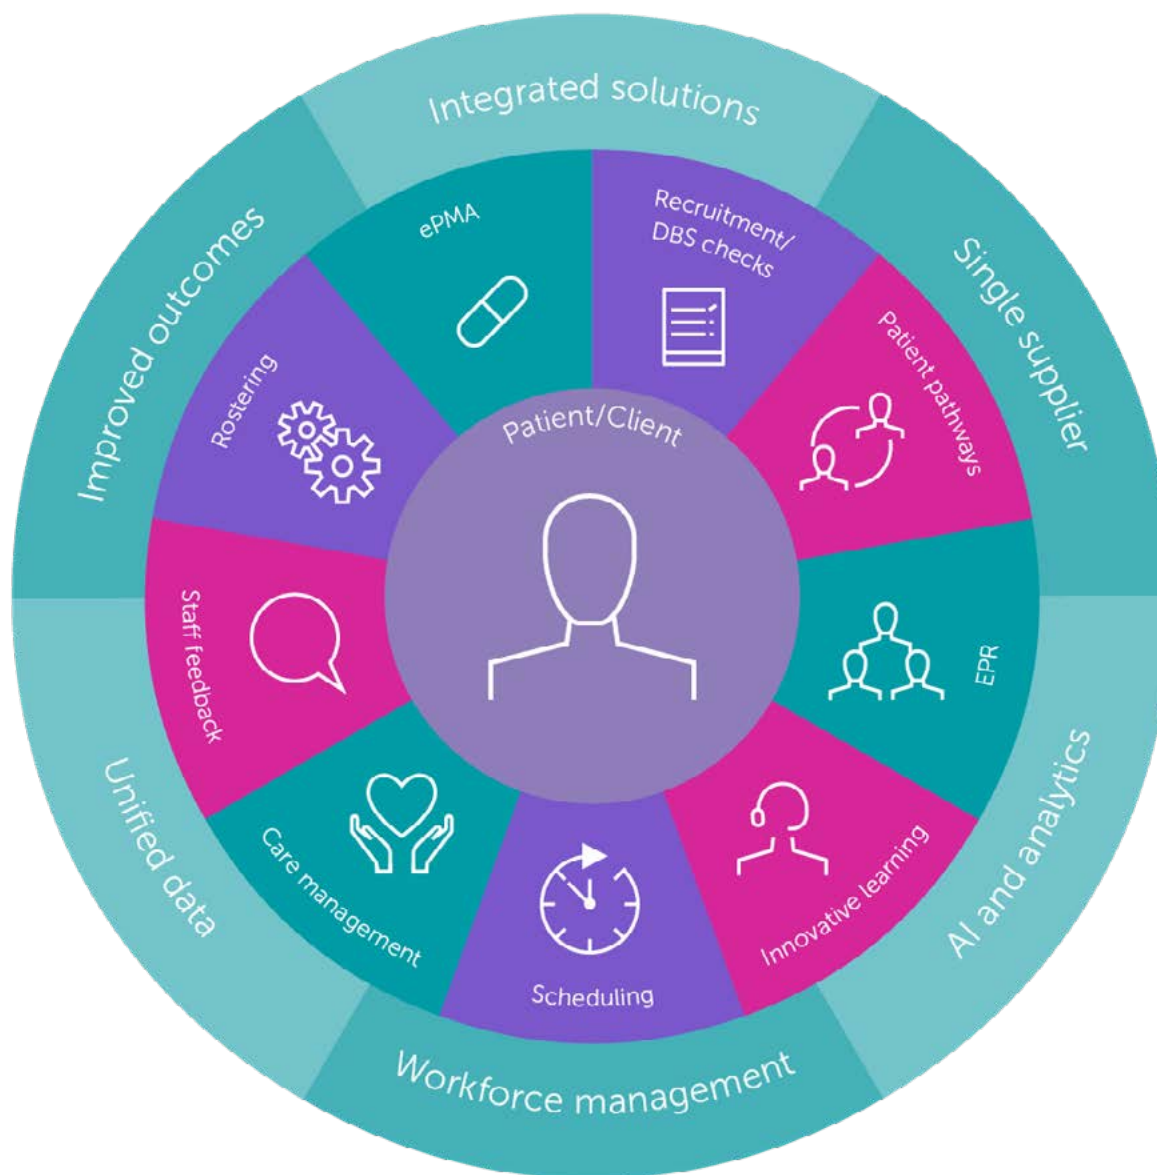 Integrated solutions
Single supplier
AI and analytics
Workforce management
Unified data
Improved outcomes
Recruitment/
DBS checks
Patient pathways
EPR
Innovative learning
Scheduling
Care management
Staff feedback
Rostering
ePMA
Patient/Client